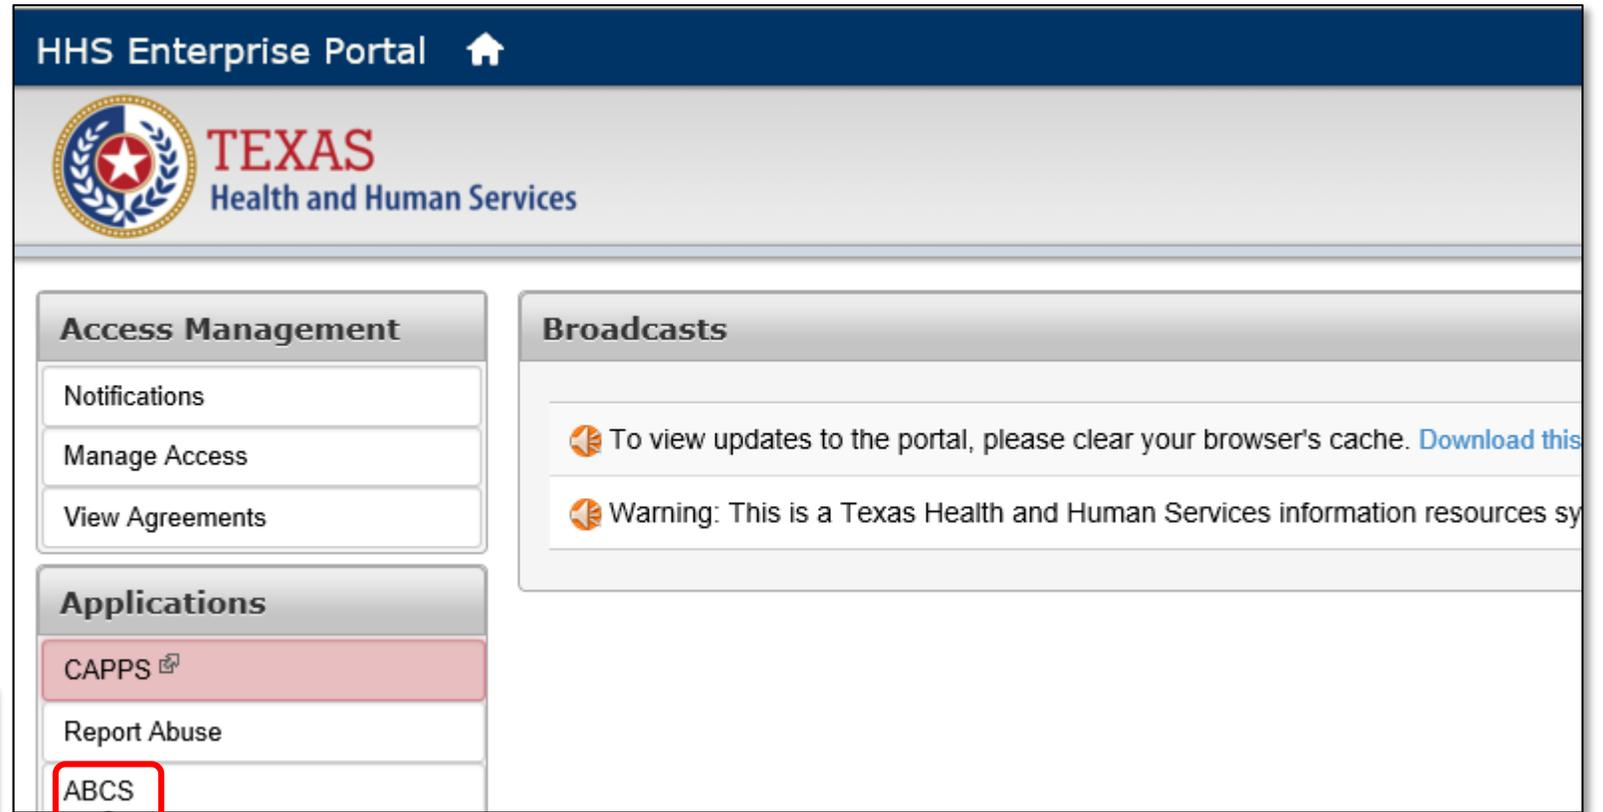 HHS Enterprise Portal
TEXAS
Health and Human Services
Access Management
Notifications
Manage Access
View Agreements
Applications
CAPPS
Report Abuse
ABCS
Broadcasts
To view updates to the portal, please clear your browser's cache. Download this
Warning: This is a Texas Health and Human Services information resources sy